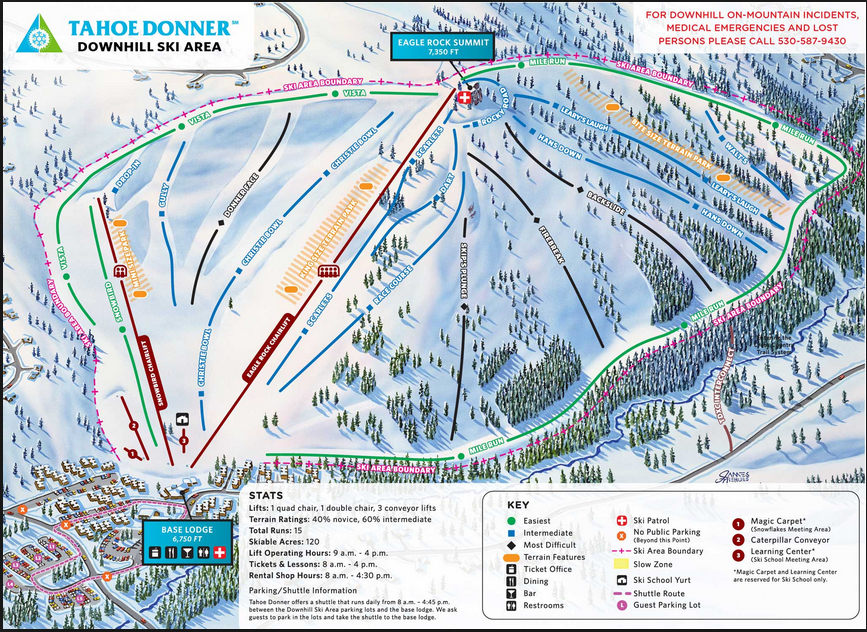 TAHOE DONNER℠
DOWNHILL SKI AREA
EAGLE ROCK SUMMIT
7,350 FT
FOR DOWNHILL ON-MOUNTAIN INCIDENTS,
MEDICAL EMERGENCIES AND LOST
PERSONS PLEASE CALL 530-587-9430
MILE RUN
SKI AREA BOUNDARY
SKI AREA BOUNDARY
VISTA
VISTA
MILE RUN
LEARY'S LAUGH
BITE SIZE TERRAIN PARK
WALT'S
ROCKY
HANS DOWN
CHRISTIE BOWL
SCARLETS
DROP-IN
GULLY
DONNER FACE
DART
LEARY'S LAUGH
BACKSLIDE
HANS DOWN
KING SIZE TERRAIN PARK
FIREBREAK
CHRISTIE BOWL
SKIP'S PLUNGE
VISTA
SNOWBIRD
SKI AREA BOUNDARY
RACE COURSE
SCARLETS
MILE RUN
SKI AREA BOUNDARY
SNOWBIRD CHAIRLIFT
EAGLE ROCK CHAIRLIFT
CHRISTIE BOWL
Trail System
2
1
3
MILE RUN
SKI AREA BOUNDARY
BASE LODGE
6,750 FT
X
X
X
STATS
Lifts: 1 quad chair, 1 double chair, 3 conveyor lifts
Terrain Ratings: 40% novice, 60% intermediate
Total Runs: 15
Skiable Acres: 120
Lift Operating Hours: 9 a.m. - 4 p.m.
Tickets & Lessons: 8 a.m. - 4 p.m.
Rental Shop Hours: 8 a.m. - 4:30 p.m.
Parking/Shuttle Information
Tahoe Donner offers a shuttle that runs daily from 8 a.m. - 4:45 p.m.
between the Downhill Ski Area parking lots and the base lodge. We ask
guests to park in the lots and take the shuttle to the base lodge.
KEY
Easiest
Intermediate
Most Difficult
Terrain Features
Ticket Office
Dining
Bar
Restrooms
Ski Patrol
X No Public Parking
(Beyond this Point)
Ski Area Boundary
Slow Zone
Ski School Yurt
Shuttle Route
L Guest Parking Lot
1 Magic Carpet*
(Snowflakes Meeting Area)
2 Caterpillar Conveyor
3 Learning Center*
(Ski School Meeting Area)
*Magic Carpet and Learning Center
are reserved for Ski School only.